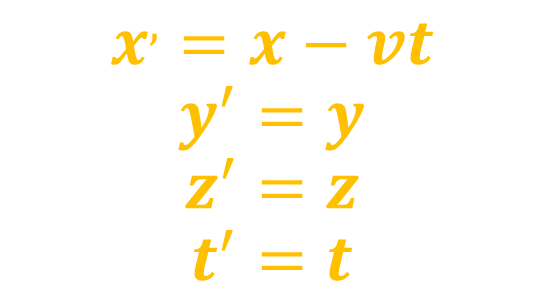 x’ = x − vt
y′ = y
z′ = z
t′ = t